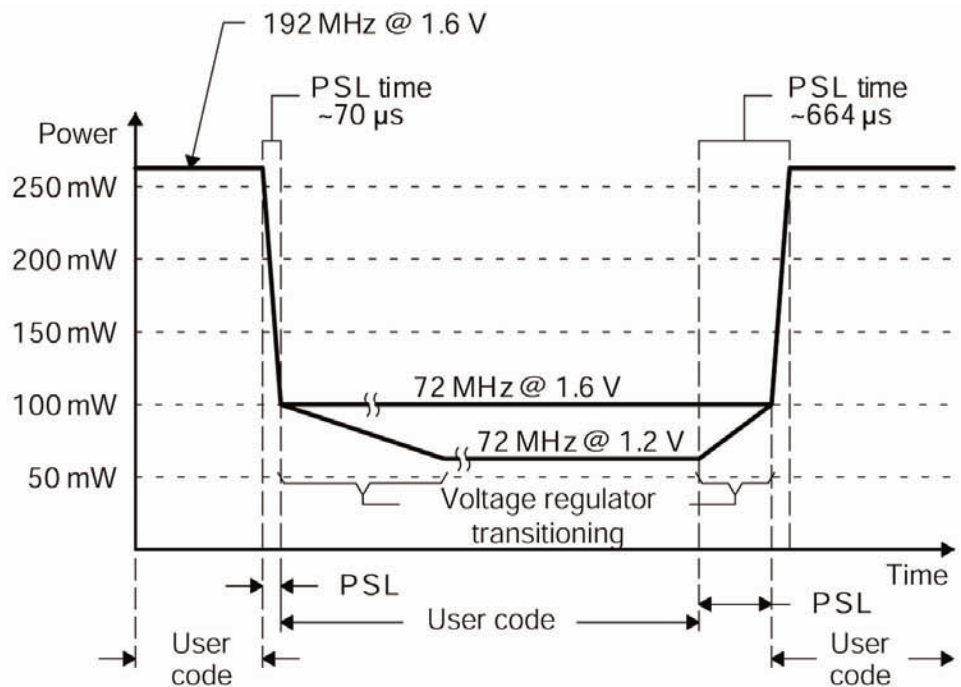 192 MHz @ 1.6 V
PSL time
~70 µs
PSL time
~664 µs
Power
250 mW
200 mW
150 mW
100 mW
50 mW
72 MHz @ 1.6 V
72 MHz @ 1.2 V
Voltage regulator
transitioning
Time
PSL
PSL
User code
User
code
User
code